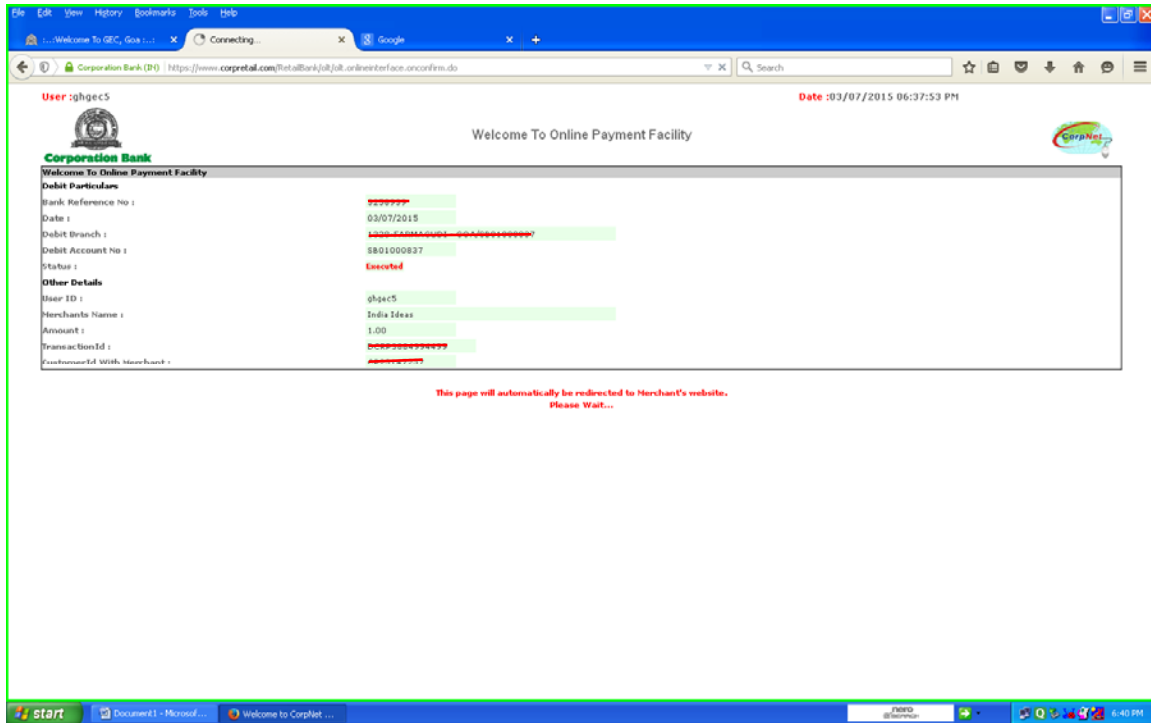 File Edit View History Bookmarks Tools Help
:...:Welcome To GEC, Goa :...: × Connecting... × Google × +
Corporation Bank (IN) https://www.corpretail.com/RetailBank/olt/olt.onlineinterface.onconfirm.do Search
User :ghgec5 Date :03/07/2015 06:37:53 PM
Welcome To Online Payment Facility
CorpNet
Corporation Bank
Welcome To Online Payment Facility
Debit Particulars
Bank Reference No :
Date : 03/07/2015
Debit Branch :
Debit Account No : SB01000837
Status : Executed
Other Details
User ID : ghgec5
Merchants Name : India Ideas
Amount : 1.00
TransactionId :
CustomerId With Merchant :
This page will automatically be redirected to Merchant's website.
Please Wait...
start Document1 - Microsof... Welcome to CorpNet ... nero 6:40 PM